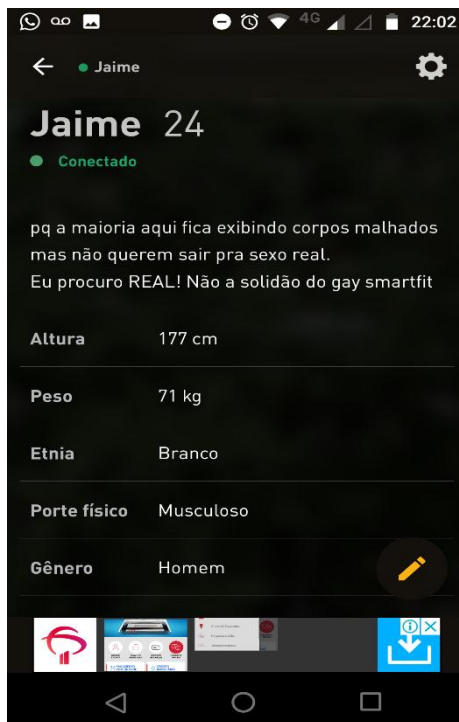 4G 22:02
Jaime
Jaime 24
Conectado
pq a maioria aqui fica exibindo corpos malhados
mas não querem sair pra sexo real.
Eu procuro REAL! Não a solidão do gay smartfit
Altura 177 cm
Peso 71 kg
Etnia Branco
Porte físico Musculoso
Gênero Homem